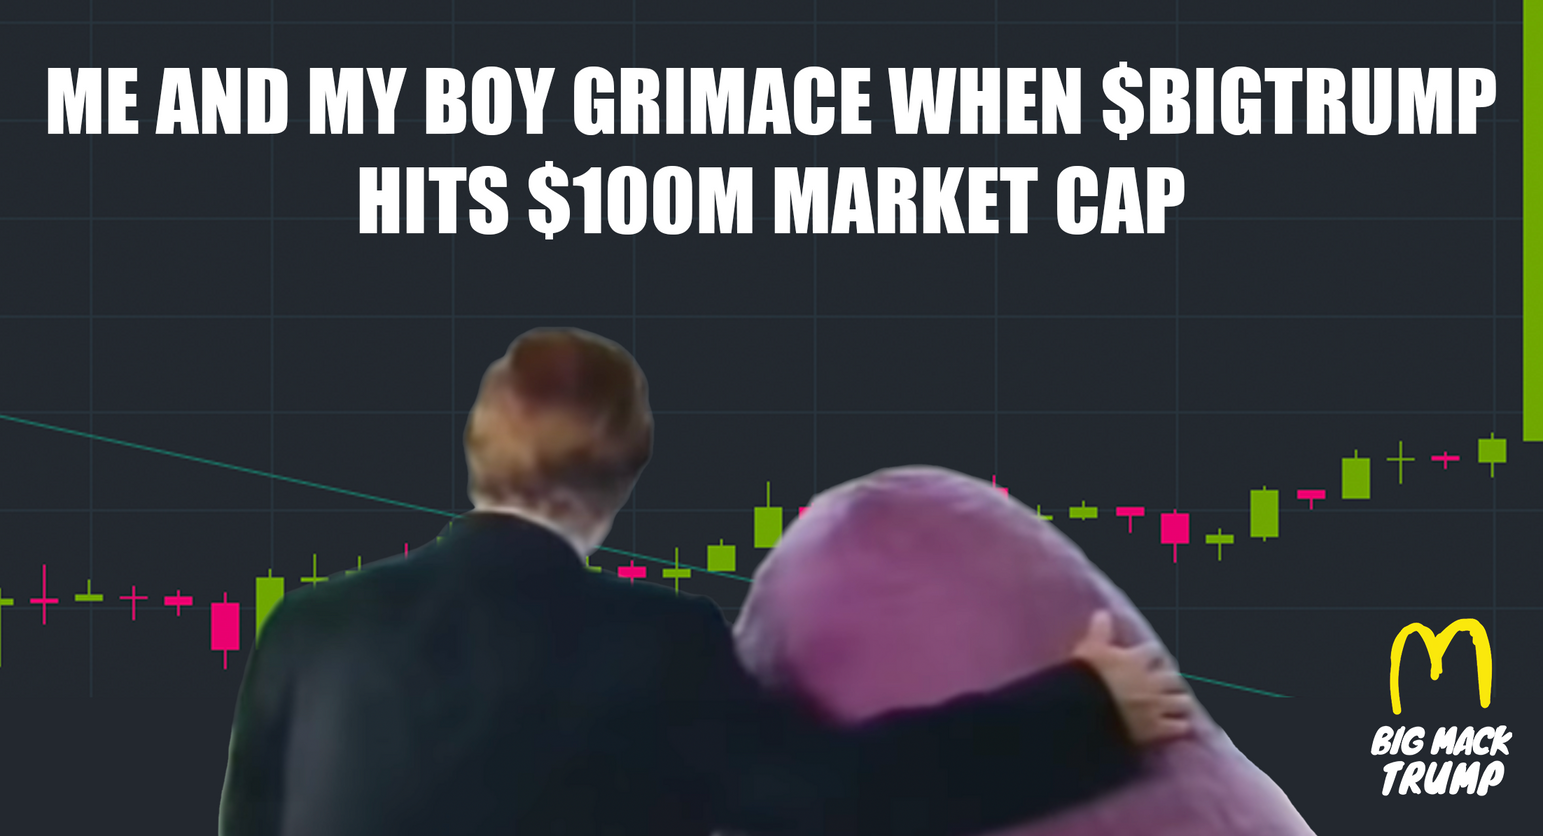 ME AND MY BOY GRIMACE WHEN $BIGTRUMP
HITS $100M MARKET CAP
M
BIG MACK
TRUMP